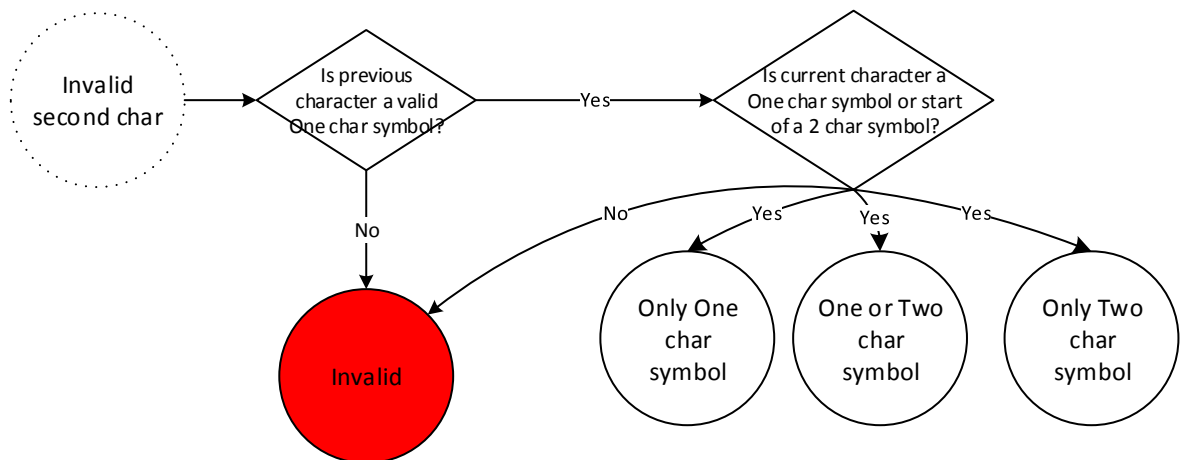 Invalid
second char
Is previous
character a valid
One char symbol?
Yes
Is current character a
One char symbol or start
of a 2 char symbol?
No
No
Yes
Yes
Yes
Invalid
Only One
char
symbol
One or Two
char
symbol
Only Two
char
symbol